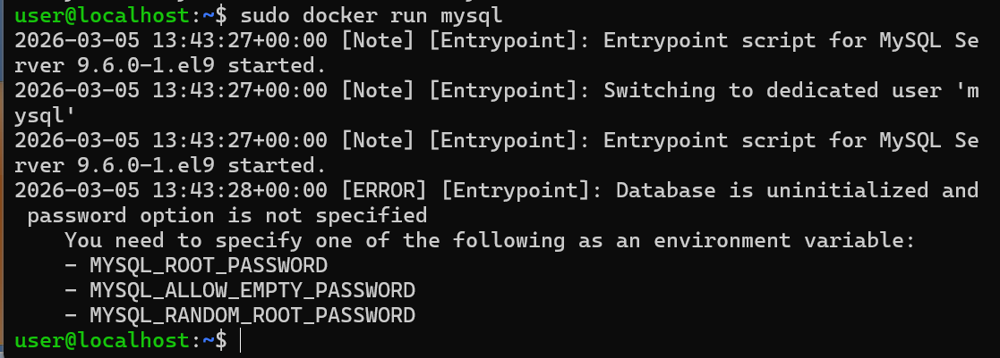 user@localhost:~$ sudo docker run mysql
2026-03-05 13:43:27+00:00 [Note] [Entrypoint]: Entrypoint script for MySQL Se
rver 9.6.0-1.el9 started.
2026-03-05 13:43:27+00:00 [Note] [Entrypoint]: Switching to dedicated user 'm
ysql'
2026-03-05 13:43:27+00:00 [Note] [Entrypoint]: Entrypoint script for MySQL Se
rver 9.6.0-1.el9 started.
2026-03-05 13:43:28+00:00 [ERROR] [Entrypoint]: Database is uninitialized and
 password option is not specified
    You need to specify one of the following as an environment variable:
    - MYSQL_ROOT_PASSWORD
    - MYSQL_ALLOW_EMPTY_PASSWORD
    - MYSQL_RANDOM_ROOT_PASSWORD
user@localhost:~$